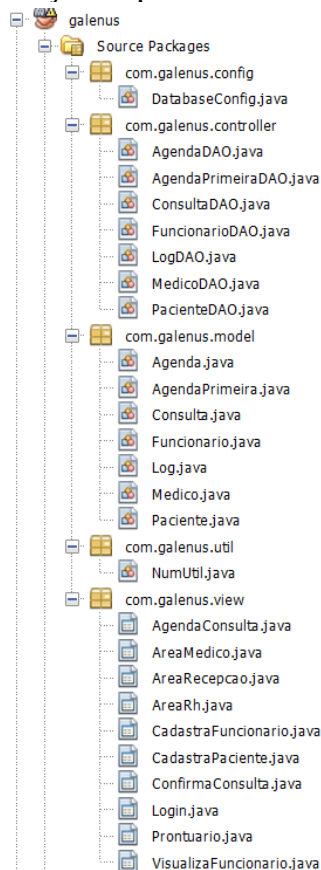 galenus
Source Packages
com.galenus.config
DatabaseConfig.java
com.galenus.controller
AgendaDAO.java
AgendaPrimeiraDAO.java
ConsultaDAO.java
FuncionarioDAO.java
LogDAO.java
MedicoDAO.java
PacienteDAO.java
com.galenus.model
Agenda.java
AgendaPrimeira.java
Consulta.java
Funcionario.java
Log.java
Medico.java
Paciente.java
com.galenus.util
NumUtil.java
com.galenus.view
AgendaConsulta.java
AreaMedico.java
AreaRecepcao.java
AreaRh.java
CadastraFuncionario.java
CadastraPaciente.java
ConfirmaConsulta.java
Login.java
Prontuario.java
VisualizaFuncionario.java